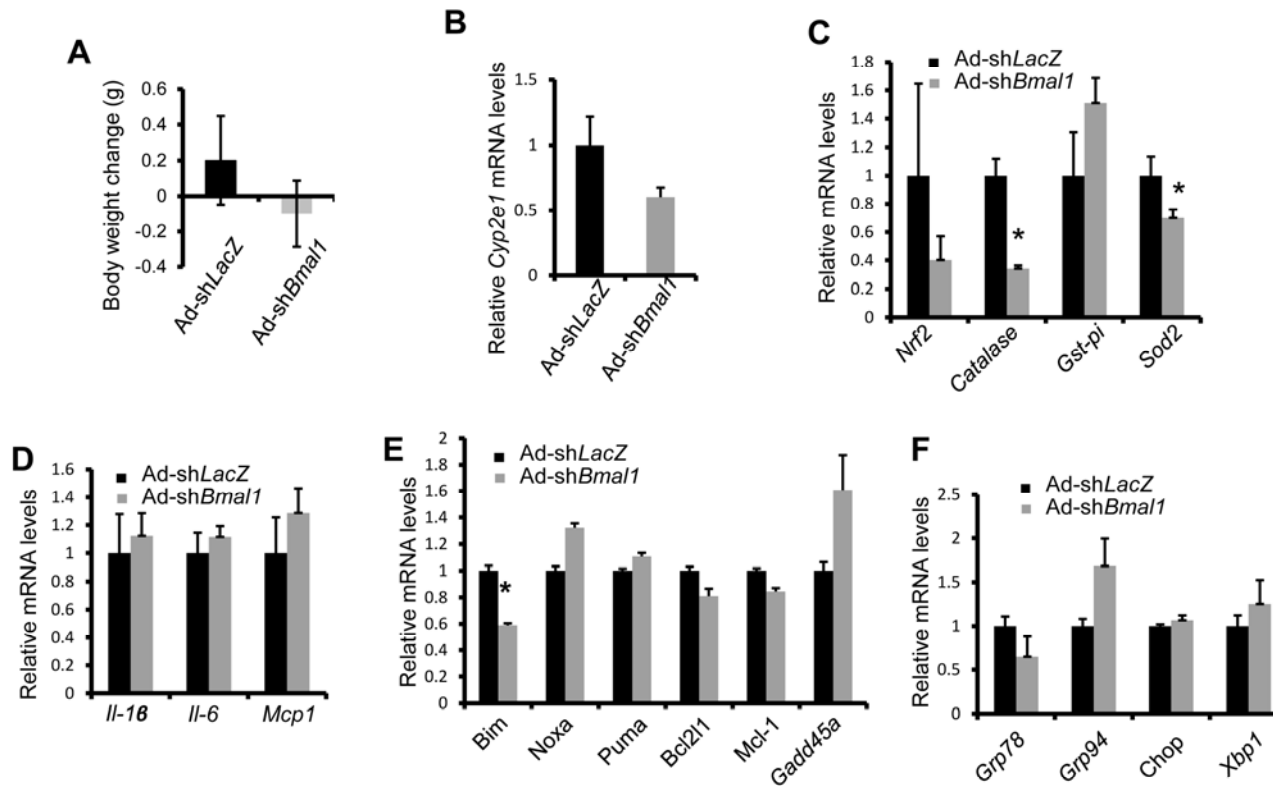 A
Body weight change (g)
0.6
0.4
0.2
0
-0.2
-0.4
Ad-shLacZ
Ad-shBmal1
B
Relative Cyp2e1 mRNA levels
1.5
1
0.5
0
Ad-shLacZ
Ad-shBmal1
C
Ad-shLacZ
Ad-shBmal1
Relative mRNA levels
1.8
1.6
1.4
1.2
1
0.8
0.6
0.4
0.2
0
*
*
Nrf2
Catalase
Gst-pi
Sod2
D
Ad-shLacZ
Ad-shBmal1
Relative mRNA levels
1.6
1.4
1.2
1
0.8
0.6
0.4
0.2
0
Il-1β
Il-6
Mcp1
E
Ad-shLacZ
Ad-shBmal1
Relative mRNA levels
2
1.8
1.6
1.4
1.2
1
0.8
0.6
0.4
0.2
0
*
Bim
Noxa
Puma
Bcl2l1
Mcl-1
Gadd45a
F
Ad-shLacZ
Ad-shBmal1
Relative mRNA levels
2.5
2
1.5
1
0.5
0
Grp78
Grp94
Chop
Xbp1